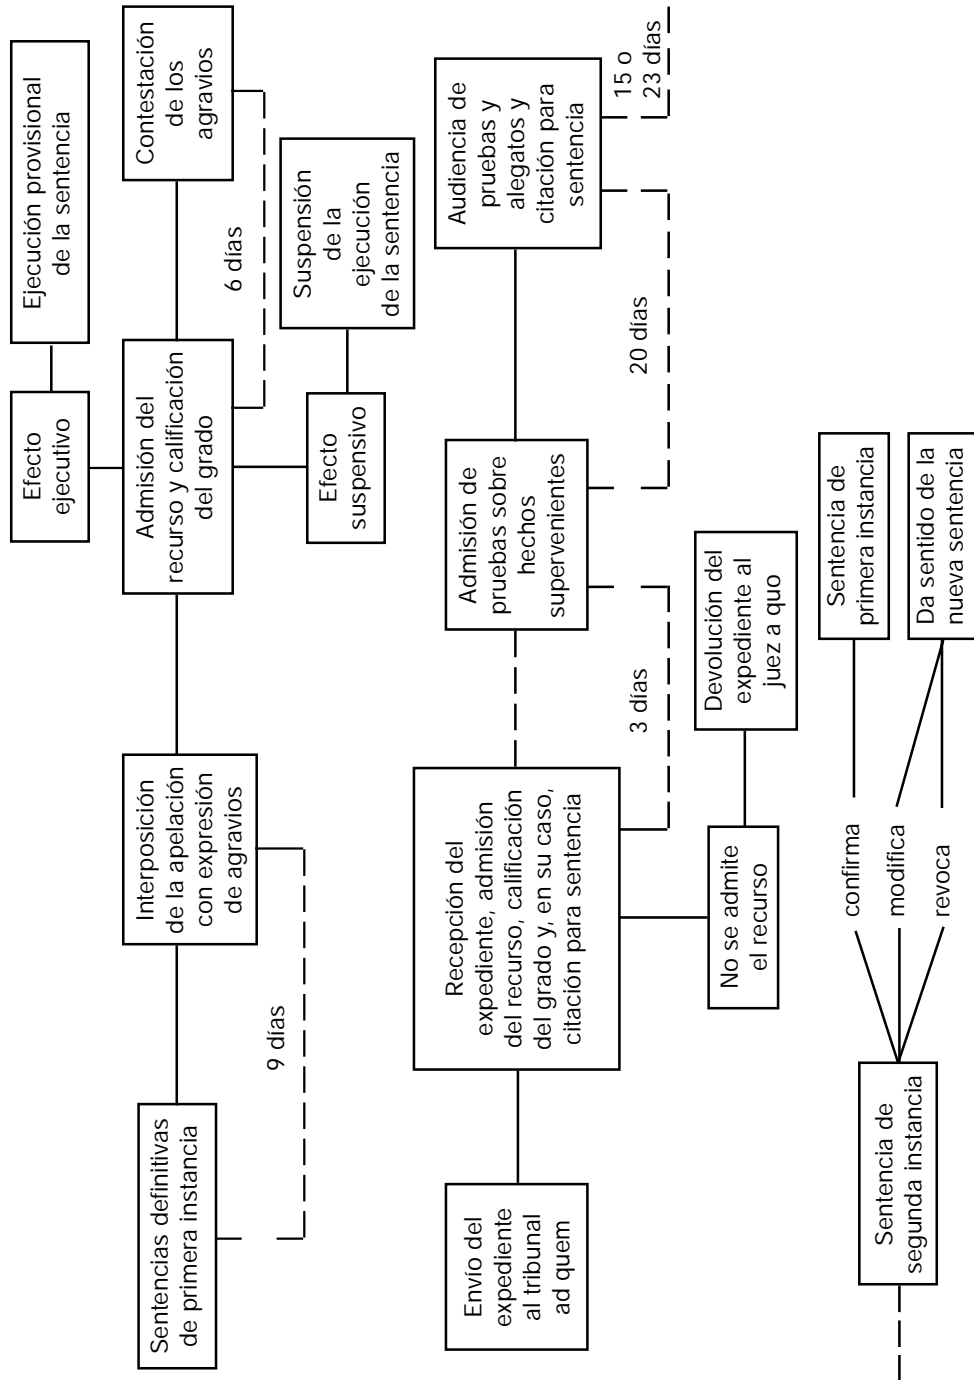 Sentencias definitivas
de primera instancia
9 días
Interposición
de la apelación
con expresión
de agravios
Efecto
ejecutivo
Ejecución provisional
de la sentencia
Admisión del
recurso y calificación
del grado
6 días
Contestación
de los
agravios
Efecto
suspensivo
Suspensión
de la
ejecución
de la sentencia
Envío del
expediente
al tribunal
ad quem
Recepción del
expediente, admisión
del recurso, calificación
del grado y, en su caso,
citación para sentencia
No se admite
el recurso
Devolución del
expediente al
juez a quo
3 días
Admisión de
pruebas sobre
hechos
supervenientes
20 días
Audiencia de
pruebas y
alegatos y
citación para
sentencia
15 o
23 días
Sentencia de
segunda instancia
confirma
modifica
revoca
Sentencia de
primera instancia
Da sentido de la
nueva sentencia